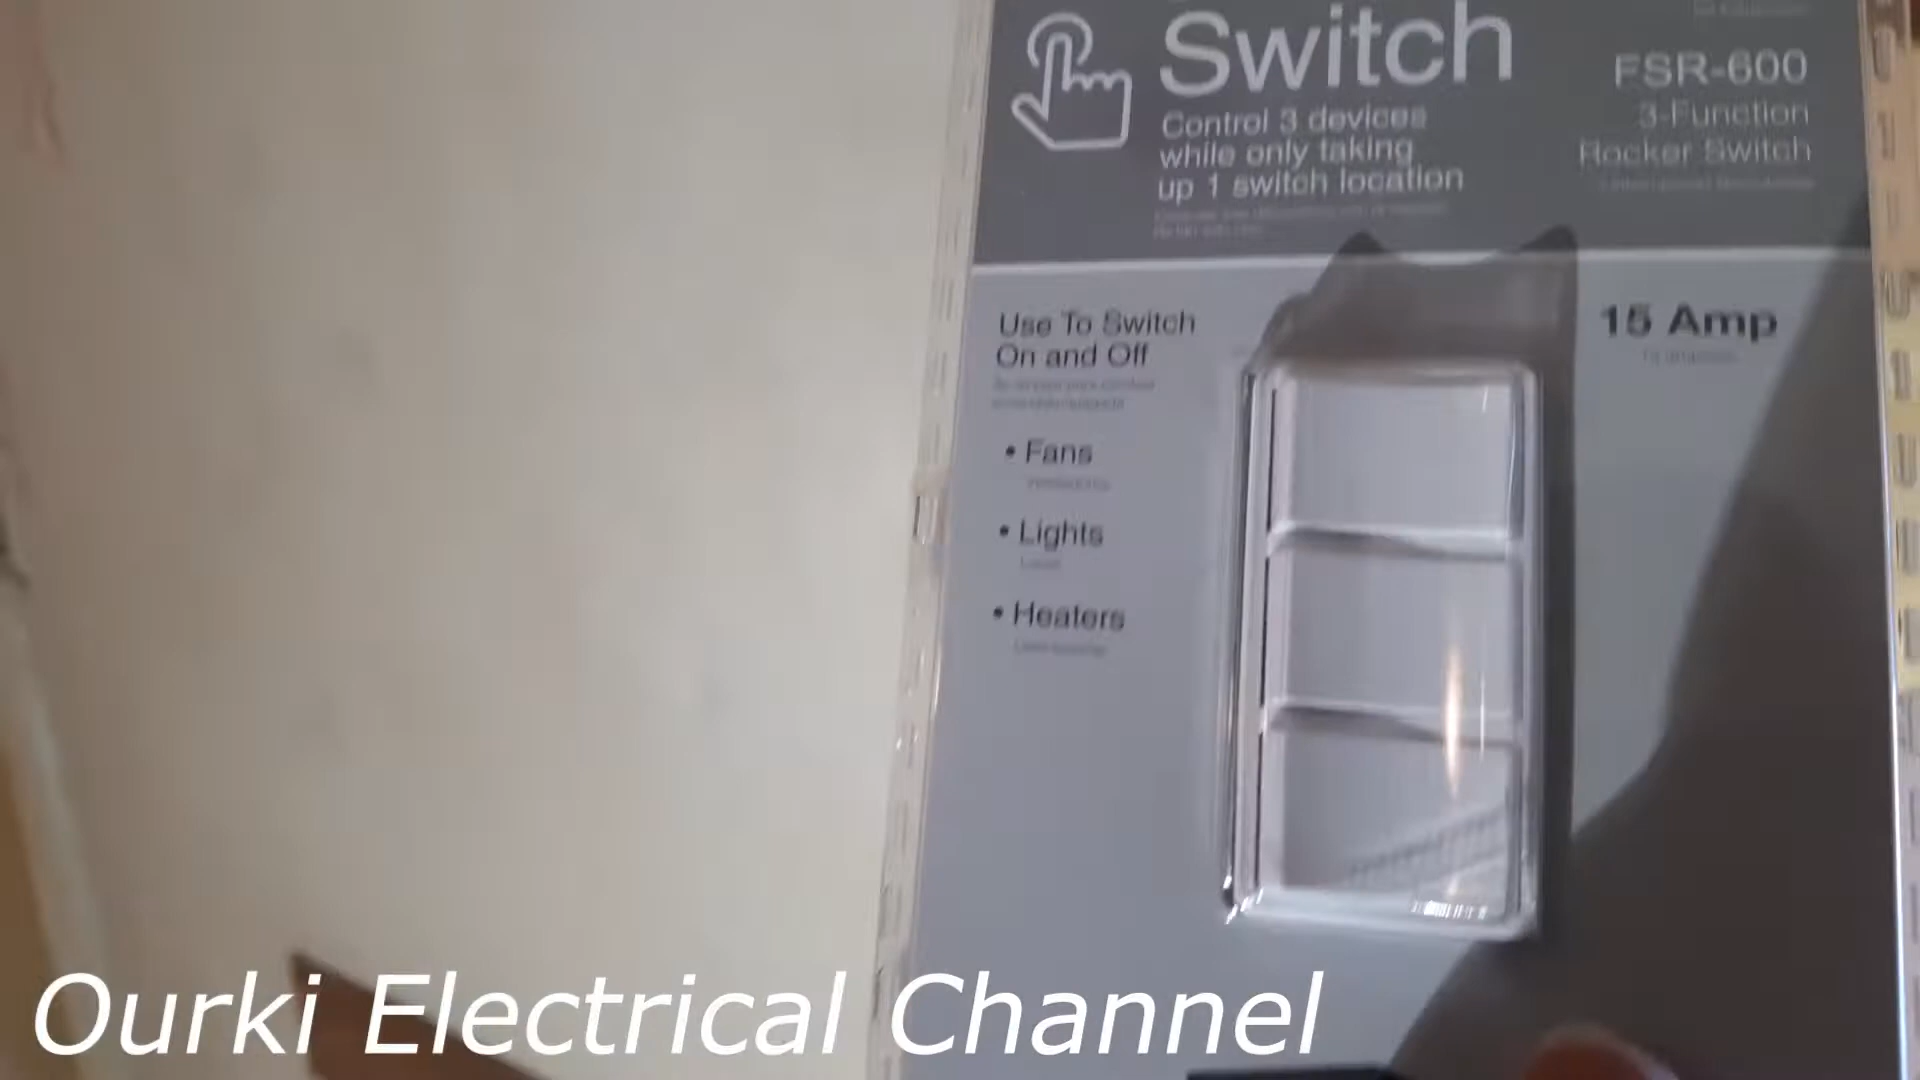 Switch
Control 3 devices
while only taking
up 1 switch location
FSR-600
3-Function
Rocker Switch
Use To Switch
On and Off
• Fans
• Lights
• Heaters
15 Amp
Ourki Electrical Channel